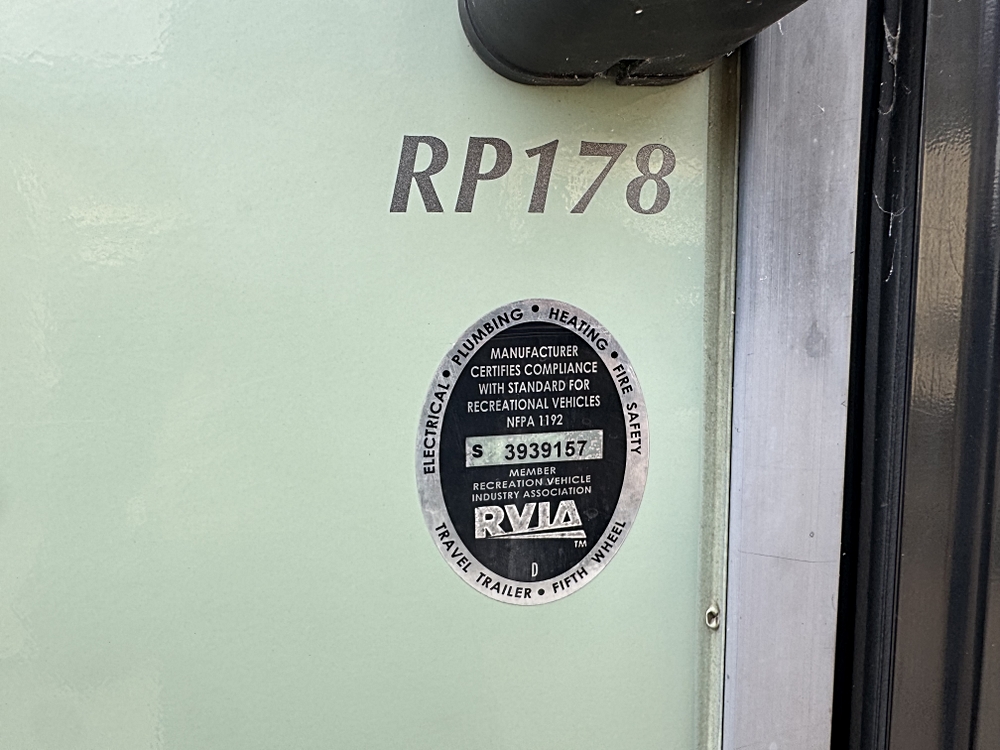 RP178
ELECTRICAL • PLUMBING • HEATING • FIRE SAFETY
MANUFACTURER
CERTIFIES COMPLIANCE
WITH STANDARD FOR
RECREATIONAL VEHICLES
NFPA 1192
S 3939157
MEMBER
RECREATION VEHICLE
INDUSTRY ASSOCIATION
RVIA
TM
D
TRAVEL TRAILER • FIFTH WHEEL